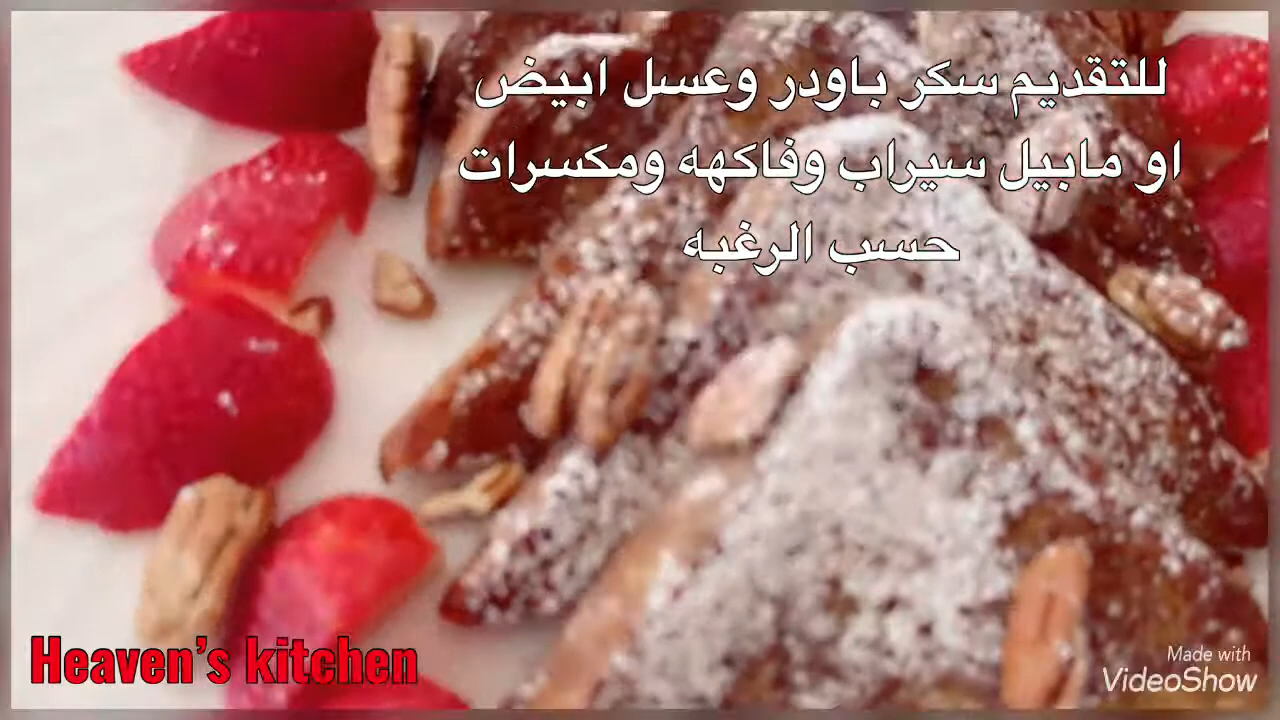 للتقديم سكر باودر وعسل ابيض
او مابيل سيراب وفاكهه ومكسرات
حسب الرغبه
Heaven's kitchen
Made with
VideoShow